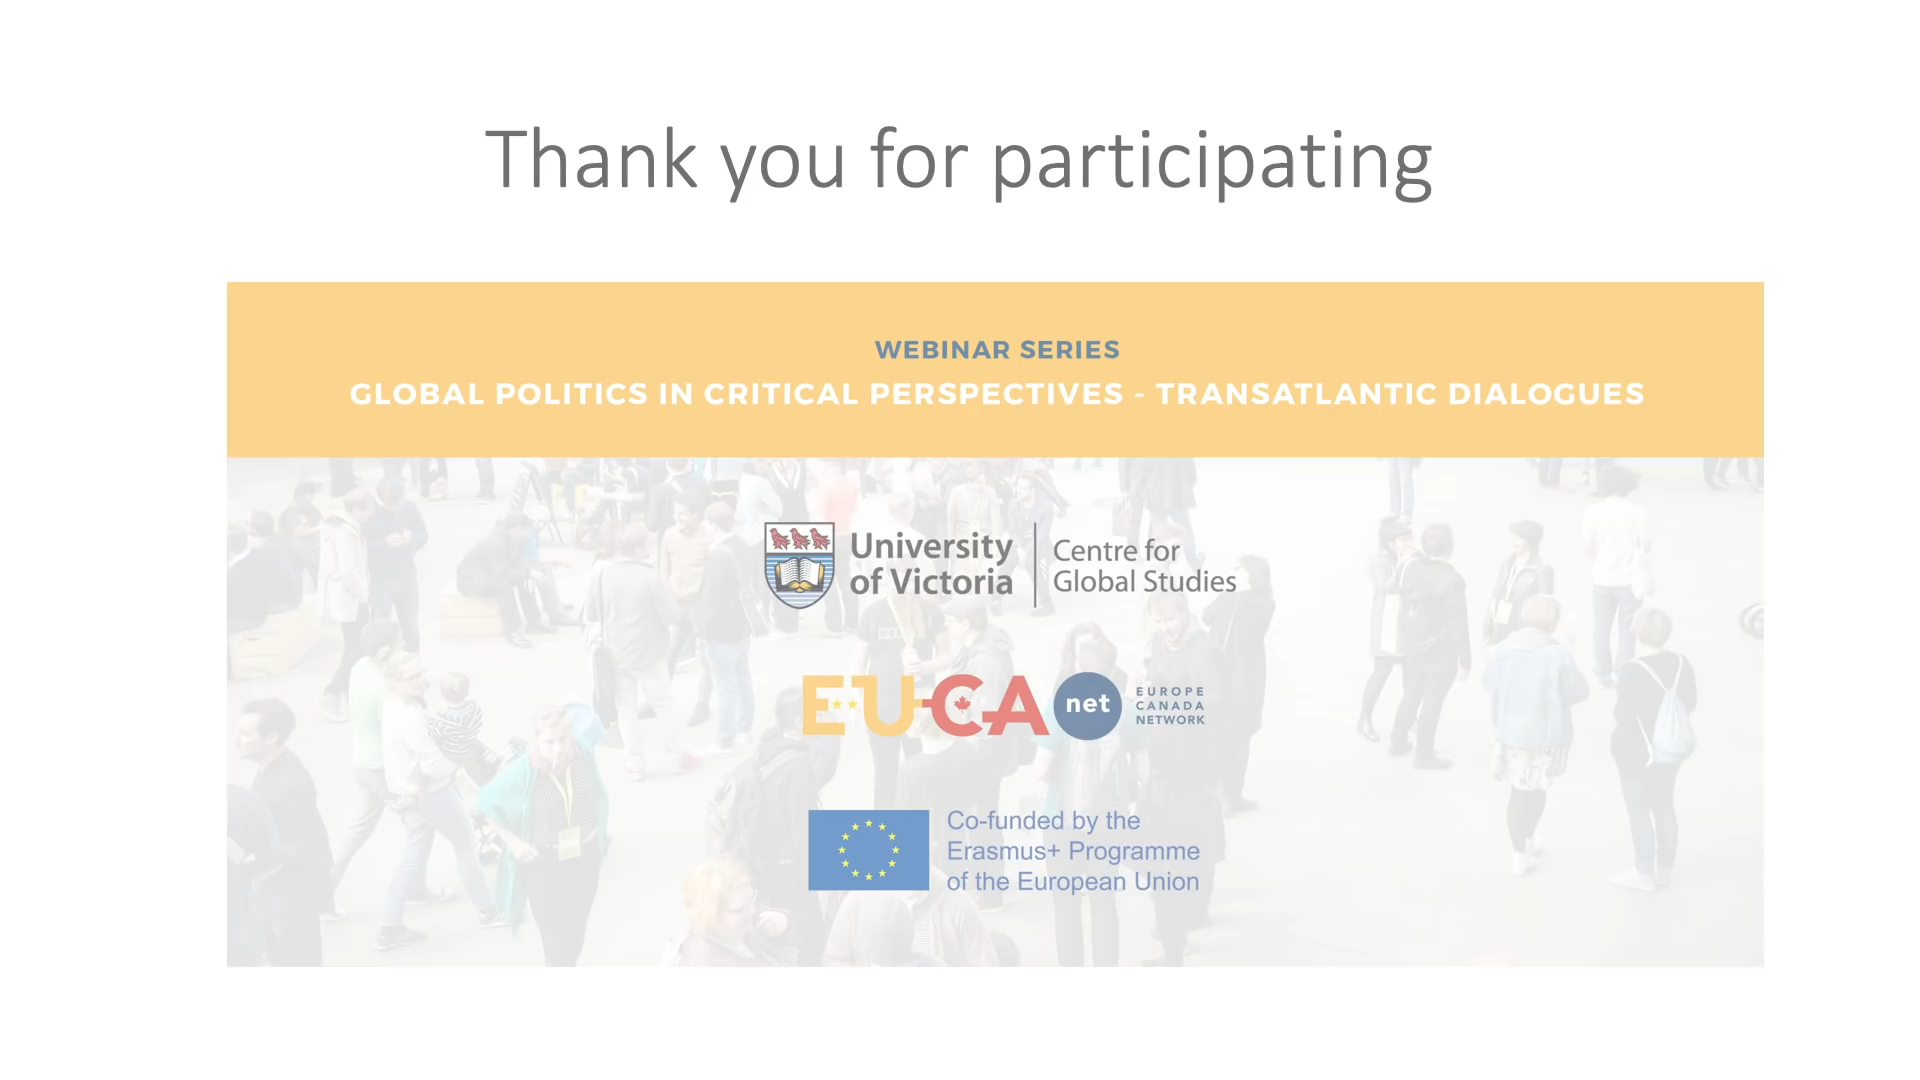 Thank you for participating
WEBINAR SERIES
GLOBAL POLITICS IN CRITICAL PERSPECTIVES - TRANSATLANTIC DIALOGUES
University
of Victoria
Centre for
Global Studies
EU-CA net
EUROPE
CANADA
NETWORK
Co-funded by the
Erasmus+ Programme
of the European Union